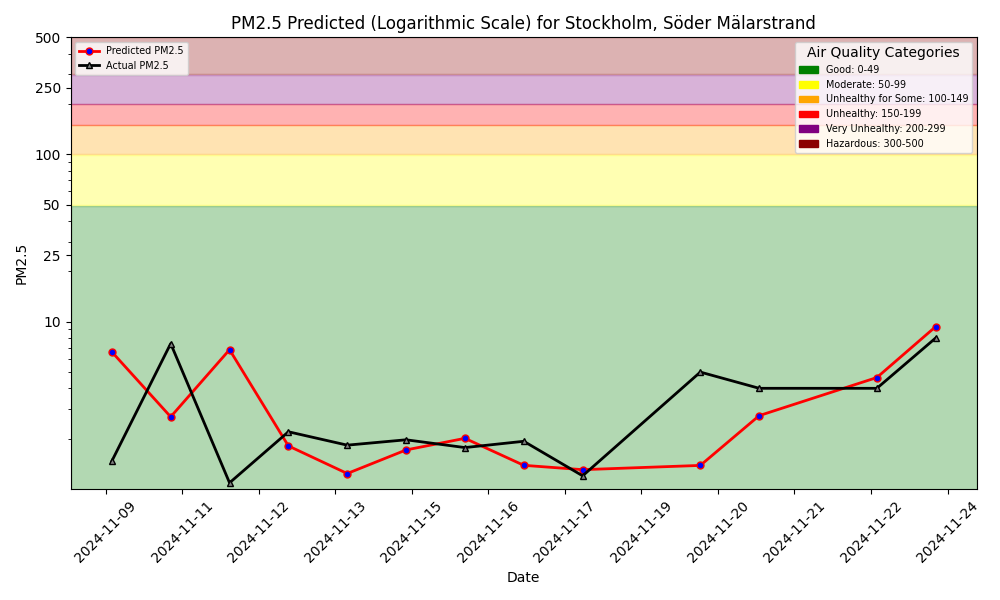 PM2.5 Predicted (Logarithmic Scale) for Stockholm, Söder Mälarstrand
Predicted PM2.5
Actual PM2.5
Air Quality Categories
Good: 0-49
Moderate: 50-99
Unhealthy for Some: 100-149
Unhealthy: 150-199
Very Unhealthy: 200-299
Hazardous: 300-500
500
250
100
50
25
10
PM2.5
2024-11-09
2024-11-11
2024-11-12
2024-11-13
2024-11-15
2024-11-16
2024-11-17
2024-11-19
2024-11-20
2024-11-21
2024-11-22
2024-11-24
Date